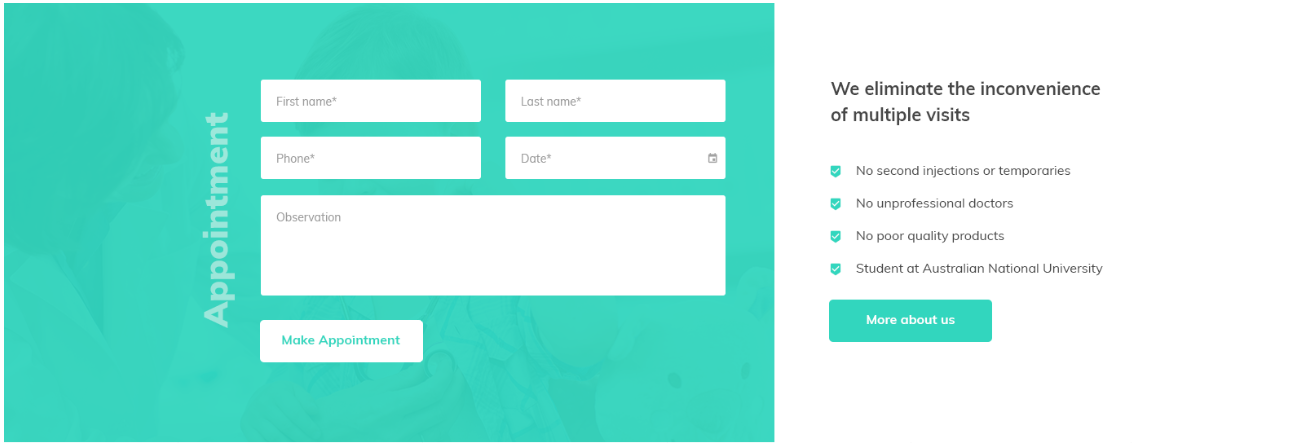 Appointment
First name*
Last name*
Phone*
Date*
Observation
Make Appointment
We eliminate the inconvenience
of multiple visits
No second injections or temporaries
No unprofessional doctors
No poor quality products
Student at Australian National University
More about us